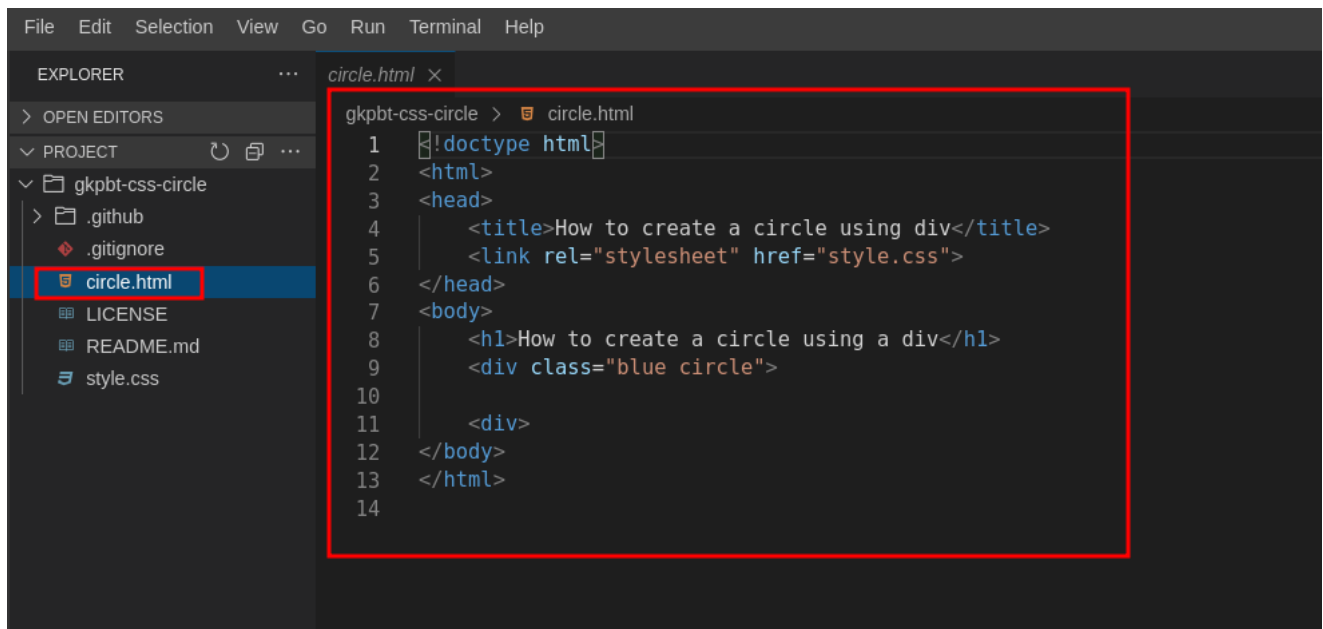 File Edit Selection View Go Run Terminal Help
EXPLORER ···
OPEN EDITORS
PROJECT ···
gkpbt-css-circle
.github
.gitignore
circle.html
LICENSE
README.md
style.css
circle.html ×
gkpbt-css-circle > circle.html
1 <!doctype html>
2 <html>
3 <head>
4     <title>How to create a circle using div</title>
5     <link rel="stylesheet" href="style.css">
6 </head>
7 <body>
8     <h1>How to create a circle using a div</h1>
9     <div class="blue circle">
10
11     <div>
12 </body>
13 </html>
14